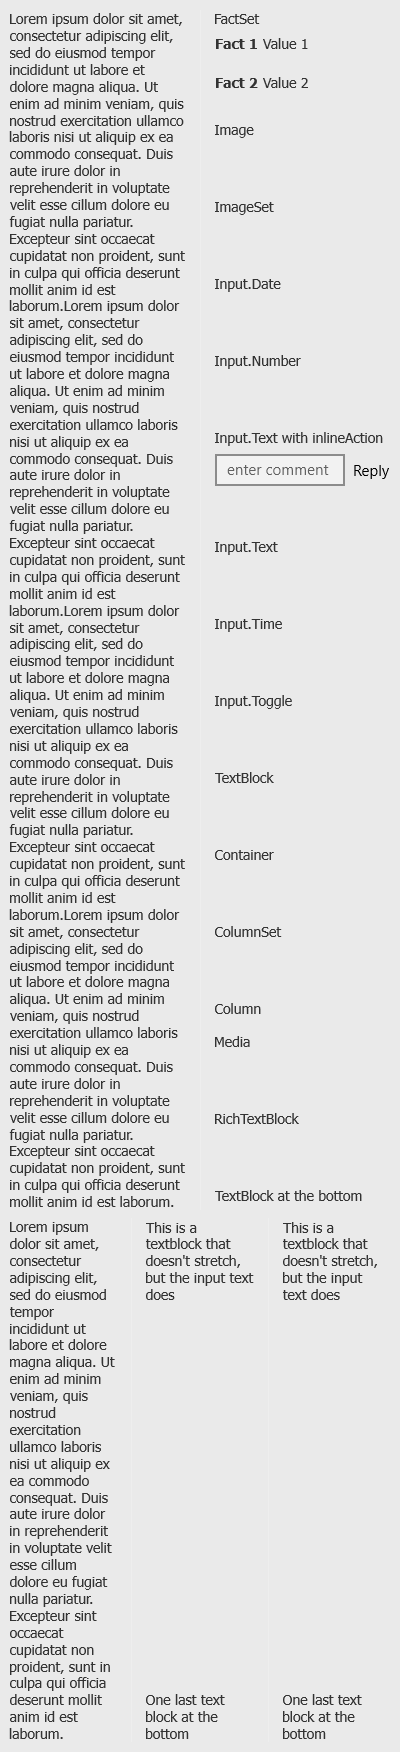 Lorem ipsum dolor sit amet,
consectetur adipiscing elit,
sed do eiusmod tempor
incididunt ut labore et
dolore magna aliqua. Ut
enim ad minim veniam, quis
nostrud exercitation ullamco
laboris nisi ut aliquip ex ea
commodo consequat. Duis
aute irure dolor in
reprehenderit in voluptate
velit esse cillum dolore eu
fugiat nulla pariatur.
Excepteur sint occaecat
cupidatat non proident, sunt
in culpa qui officia deserunt
mollit anim id est
laborum.Lorem ipsum dolor
sit amet, consectetur
adipiscing elit, sed do
eiusmod tempor incididunt
ut labore et dolore magna
aliqua. Ut enim ad minim
veniam, quis nostrud
exercitation ullamco laboris
nisi ut aliquip ex ea
commodo consequat. Duis
aute irure dolor in
reprehenderit in voluptate
velit esse cillum dolore eu
fugiat nulla pariatur.
Excepteur sint occaecat
cupidatat non proident, sunt
in culpa qui officia deserunt
mollit anim id est
laborum.Lorem ipsum dolor
sit amet, consectetur
adipiscing elit, sed do
eiusmod tempor incididunt
ut labore et dolore magna
aliqua. Ut enim ad minim
veniam, quis nostrud
exercitation ullamco laboris
nisi ut aliquip ex ea
commodo consequat. Duis
aute irure dolor in
reprehenderit in voluptate
velit esse cillum dolore eu
fugiat nulla pariatur.
Excepteur sint occaecat
cupidatat non proident, sunt
in culpa qui officia deserunt
mollit anim id est
laborum.Lorem ipsum dolor
sit amet, consectetur
adipiscing elit, sed do
eiusmod tempor incididunt
ut labore et dolore magna
aliqua. Ut enim ad minim
veniam, quis nostrud
exercitation ullamco laboris
nisi ut aliquip ex ea
commodo consequat. Duis
aute irure dolor in
reprehenderit in voluptate
velit esse cillum dolore eu
fugiat nulla pariatur.
Excepteur sint occaecat
cupidatat non proident, sunt
in culpa qui officia deserunt
mollit anim id est laborum.
FactSet
Fact 1 Value 1
Fact 2 Value 2
Image
ImageSet
Input.Date
Input.Number
Input.Text with inlineAction
enter comment Reply
Input.Text
Input.Time
Input.Toggle
TextBlock
Container
ColumnSet
Column
Media
RichTextBlock
TextBlock at the bottom
Lorem ipsum
dolor sit amet,
consectetur
adipiscing elit,
sed do eiusmod
tempor
incididunt ut
labore et dolore
magna aliqua. Ut
enim ad minim
veniam, quis
nostrud
exercitation
ullamco laboris
nisi ut aliquip ex
ea commodo
consequat. Duis
aute irure dolor
in reprehenderit
in voluptate velit
esse cillum
dolore eu fugiat
nulla pariatur.
Excepteur sint
occaecat
cupidatat non
proident, sunt in
culpa qui officia
deserunt mollit
anim id est
laborum.
This is a
textblock that
doesn't stretch,
but the input text
does
One last text
block at the
bottom
This is a
textblock that
doesn't stretch,
but the input
text does
One last text
block at the
bottom